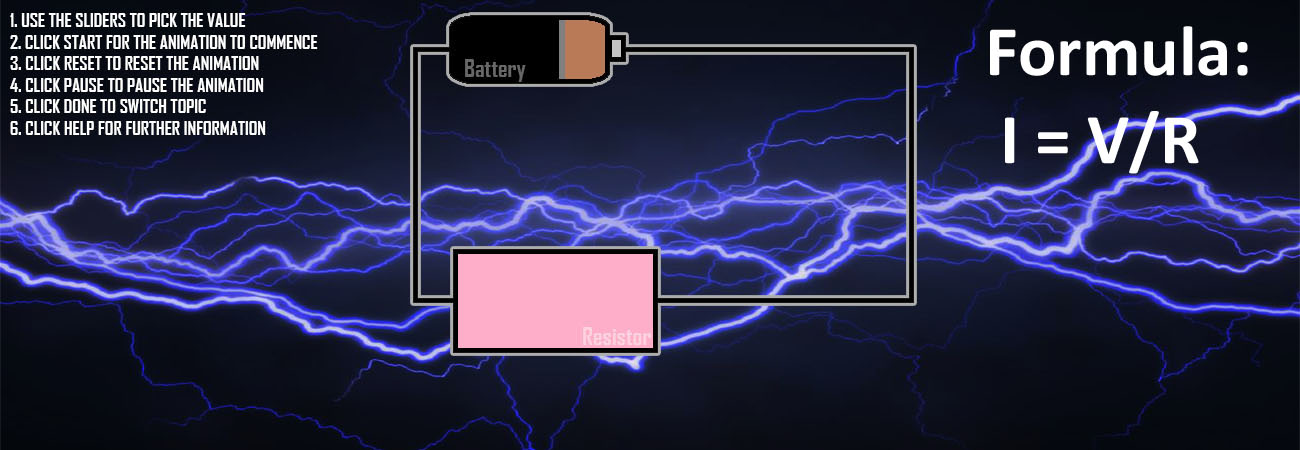 1. USE THE SLIDERS TO PICK THE VALUE
2. CLICK START FOR THE ANIMATION TO COMMENCE
3. CLICK RESET TO RESET THE ANIMATION
4. CLICK PAUSE TO PAUSE THE ANIMATION
5. CLICK DONE TO SWITCH TOPIC
6. CLICK HELP FOR FURTHER INFORMATION
Battery
Resistor
Formula:
I = V/R